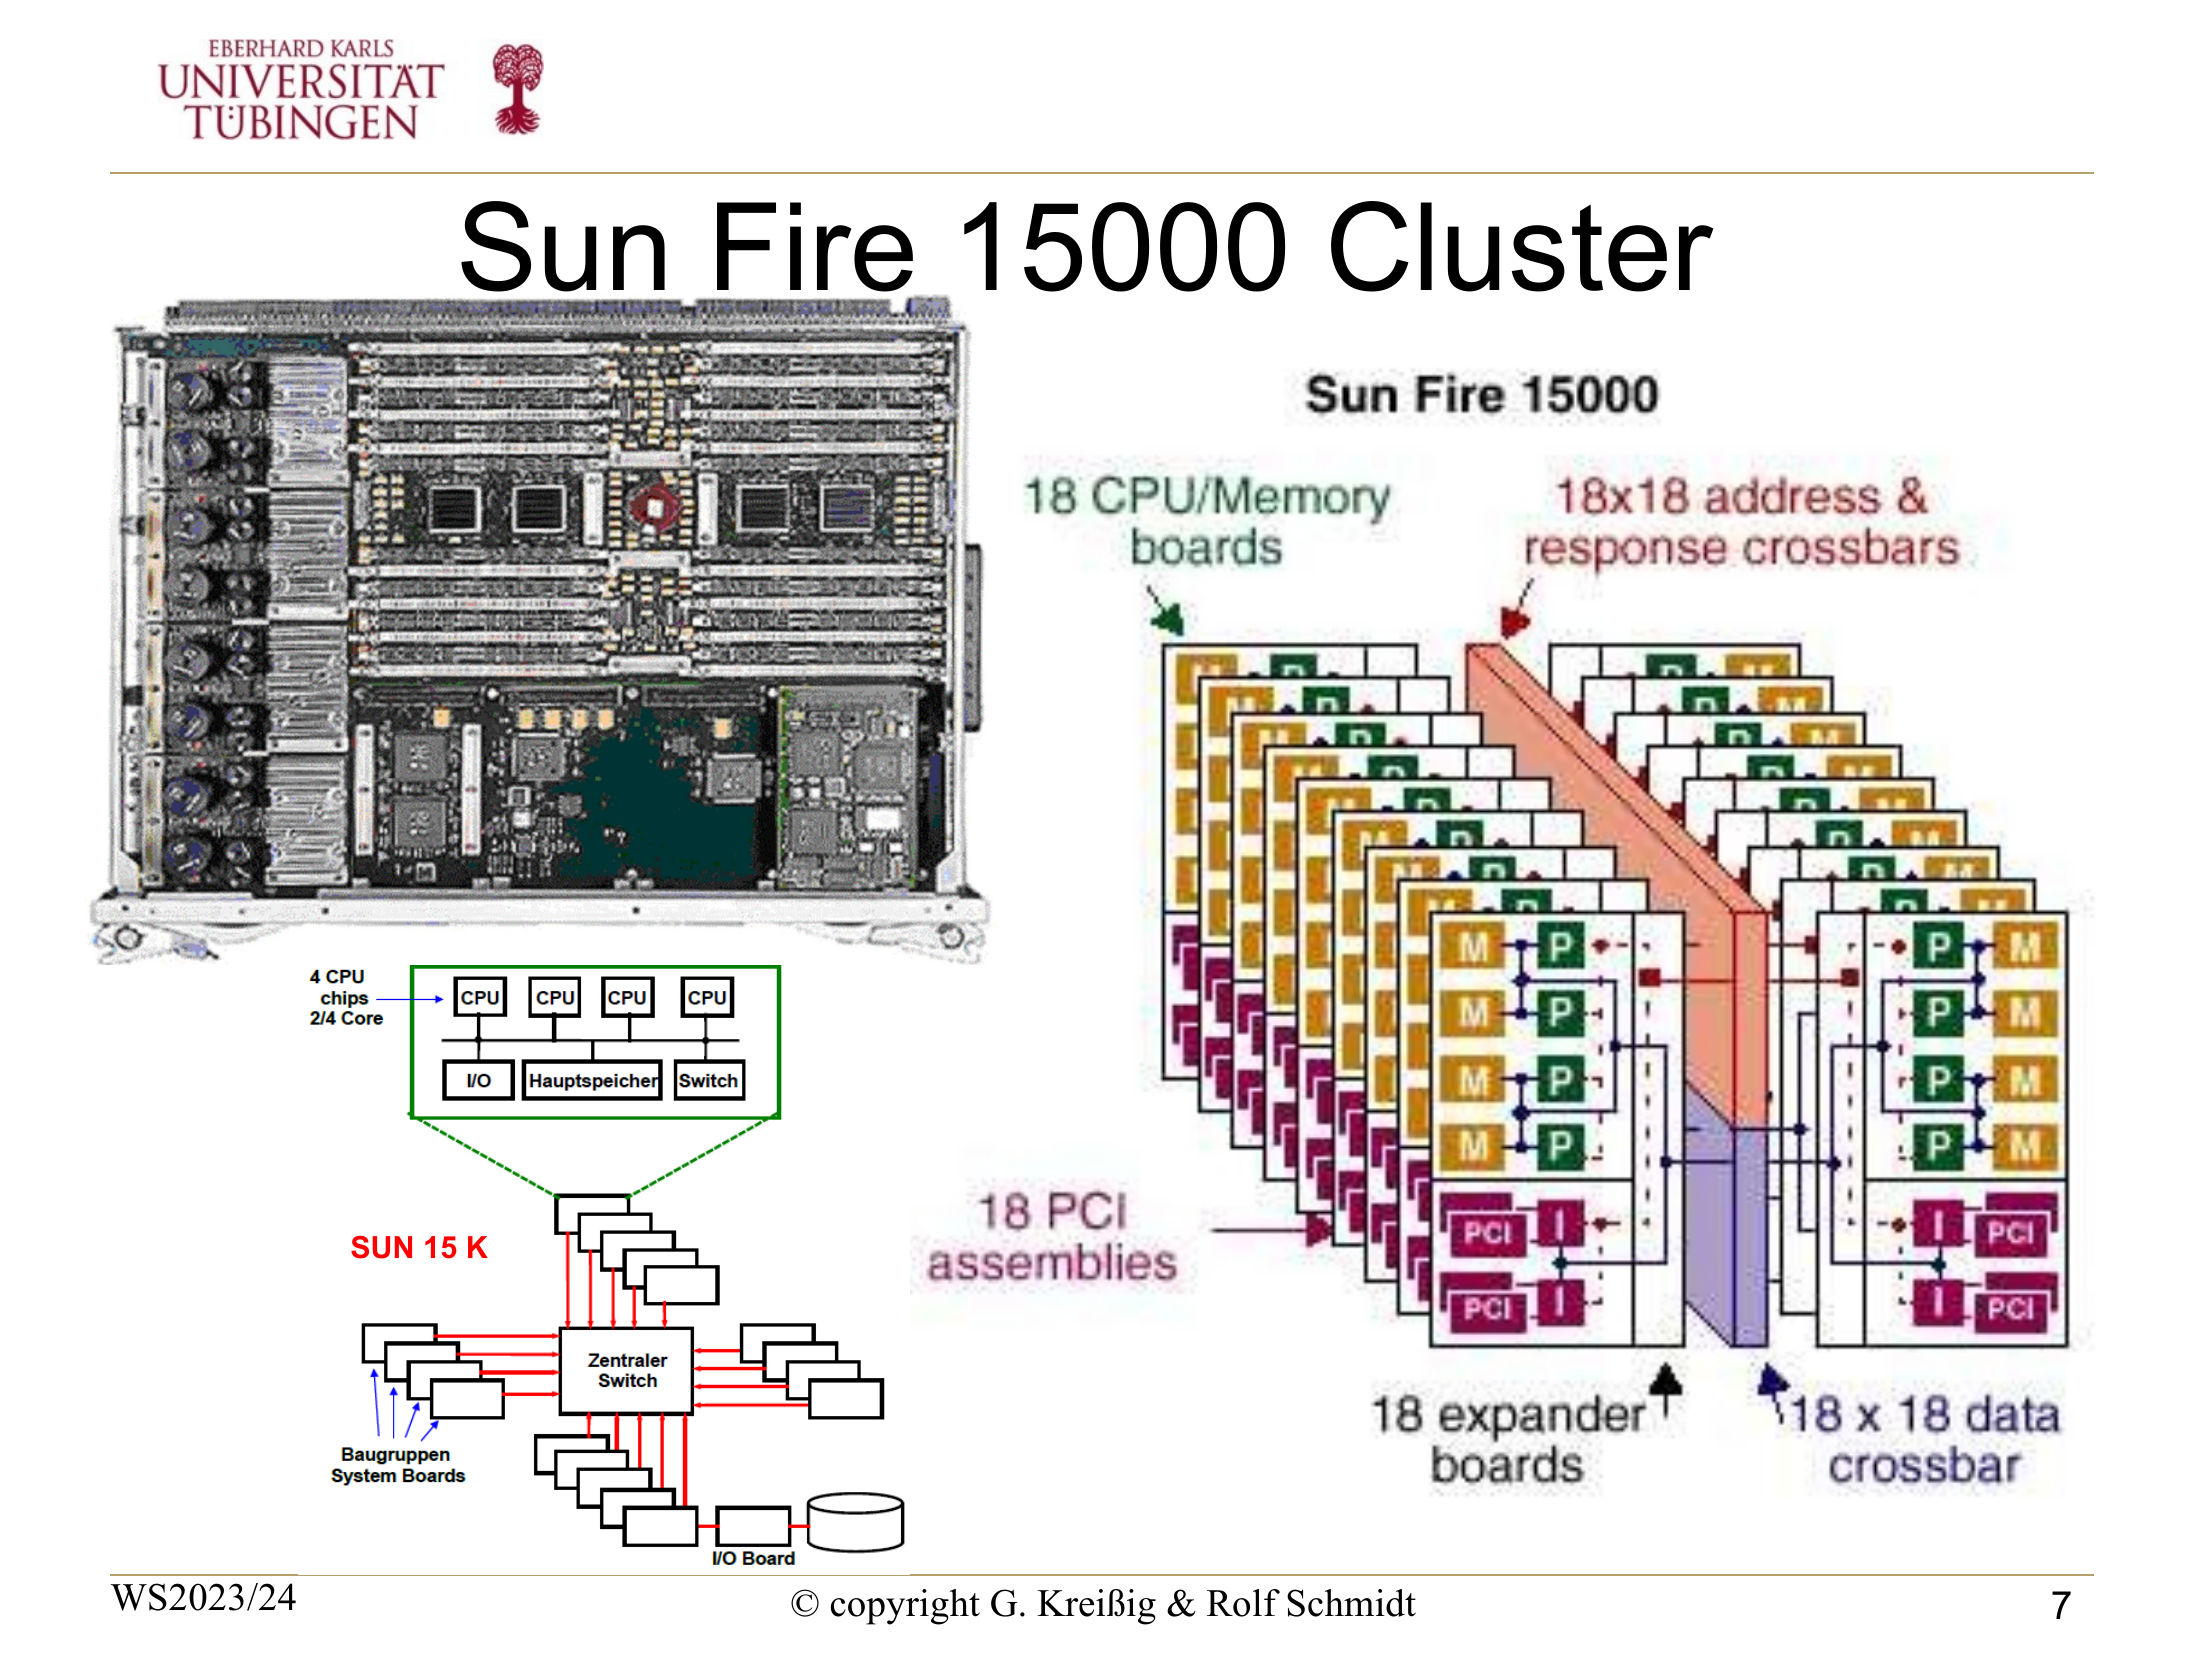 EBERHARD KARLS
UNIVERSITÄT
TÜBINGEN
Sun Fire 15000 Cluster
Sun Fire 15000
18 CPU/Memory
boards
18x18 address &
response crossbars
M P P M
M P P M
M P P M
M P P M
PCI I I PCI
PCI I I PCI
18 PCI
assemblies
18 expander
boards
18 x 18 data
crossbar
4 CPU
chips
2/4 Core
CPU CPU CPU CPU
I/O Hauptspeicher Switch
SUN 15 K
Zentraler
Switch
Baugruppen
System Boards
I/O Board
WS2023/24
© copyright G. Kreißig & Rolf Schmidt
7